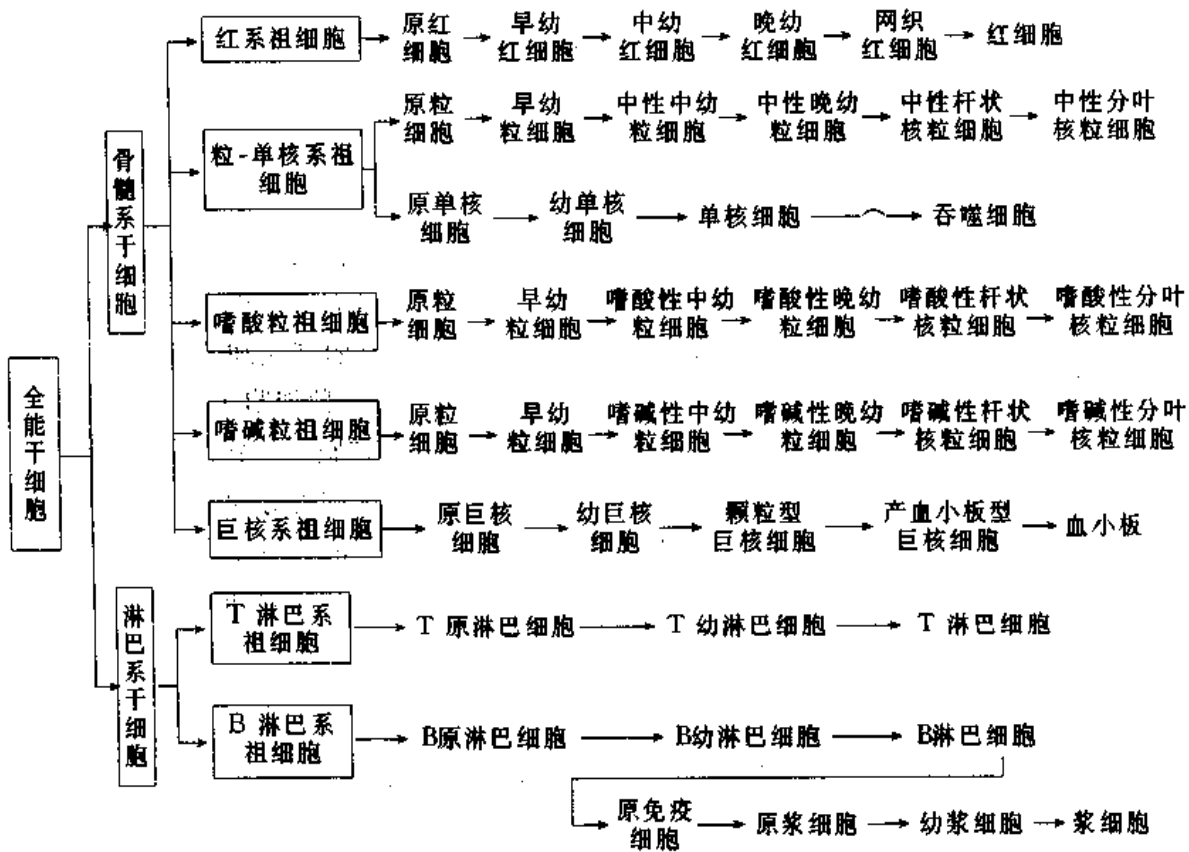 全能干细胞
骨髓系干细胞
红系祖细胞
原红
细胞
早幼
红细胞
中幼
红细胞
晚幼
红细胞
网织
红细胞
红细胞
粒-单核系祖
细胞
原粒
细胞
早幼
粒细胞
中性中幼
粒细胞
中性晚幼
粒细胞
中性杆状
核粒细胞
中性分叶
核粒细胞
原单核
细胞
幼单核
细胞
单核细胞
吞噬细胞
嗜酸粒祖细胞
原粒
细胞
早幼
粒细胞
嗜酸性中幼
粒细胞
嗜酸性晚幼
粒细胞
嗜酸性杆状
核粒细胞
嗜酸性分叶
核粒细胞
嗜碱粒祖细胞
原粒
细胞
早幼
粒细胞
嗜碱性中幼
粒细胞
嗜碱性晚幼
粒细胞
嗜碱性杆状
核粒细胞
嗜碱性分叶
核粒细胞
巨核系祖细胞
原巨核
细胞
幼巨核
细胞
颗粒型
巨核细胞
产血小板型
巨核细胞
血小板
淋巴系干细胞
T 淋巴系
祖细胞
T 原淋巴细胞
T 幼淋巴细胞
T 淋巴细胞
B 淋巴系
祖细胞
B原淋巴细胞
B幼淋巴细胞
B淋巴细胞
原免疫
细胞
原浆细胞
幼浆细胞
浆细胞